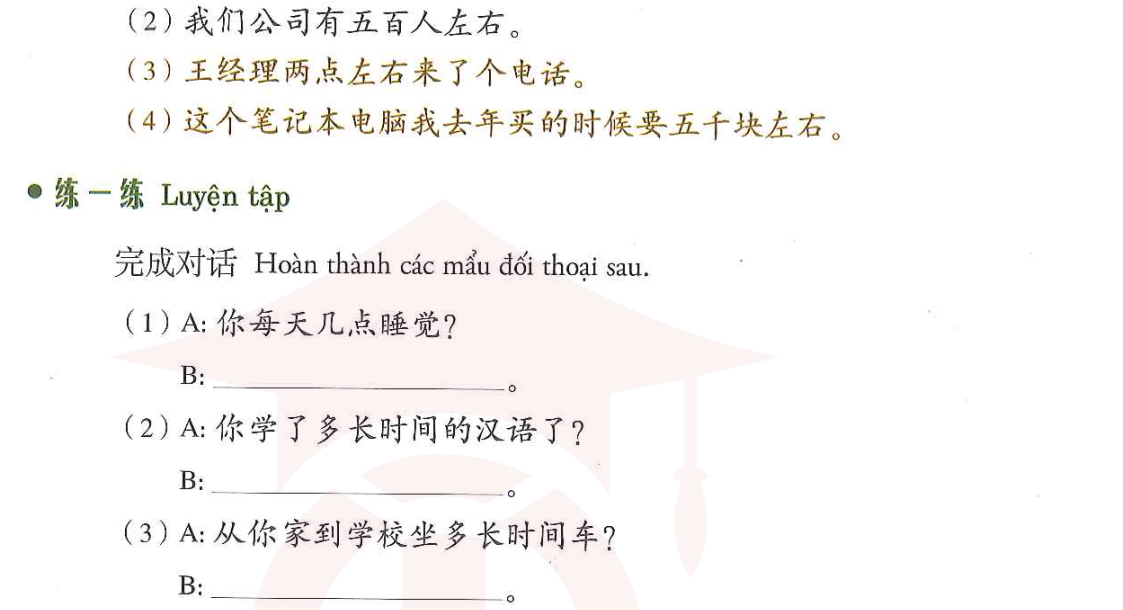 （2）我们公司有五百人左右。
（3）王经理两点左右来了个电话。
（4）这个笔记本电脑我去年买的时候要五千块左右。
● 练一练 Luyện tập
完成对话 Hoàn thành các mẩu đối thoại sau.
（1）A: 你每天几点睡觉？
B: ____________________。
（2）A: 你学了多长时间的汉语了？
B: ____________________。
（3）A: 从你家到学校坐多长时间车？
B: ____________________。